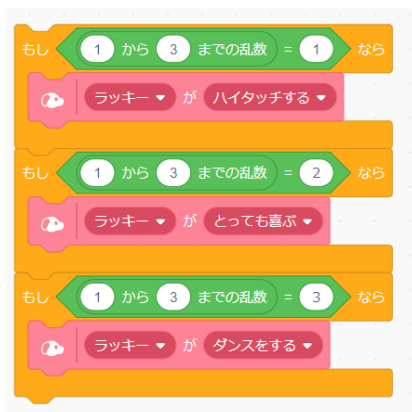 もし 1 から 3 までの乱数 = 1 なら
ラッキー が ハイタッチする
もし 1 から 3 までの乱数 = 2 なら
ラッキー が とっても喜ぶ
もし 1 から 3 までの乱数 = 3 なら
ラッキー が ダンスをする